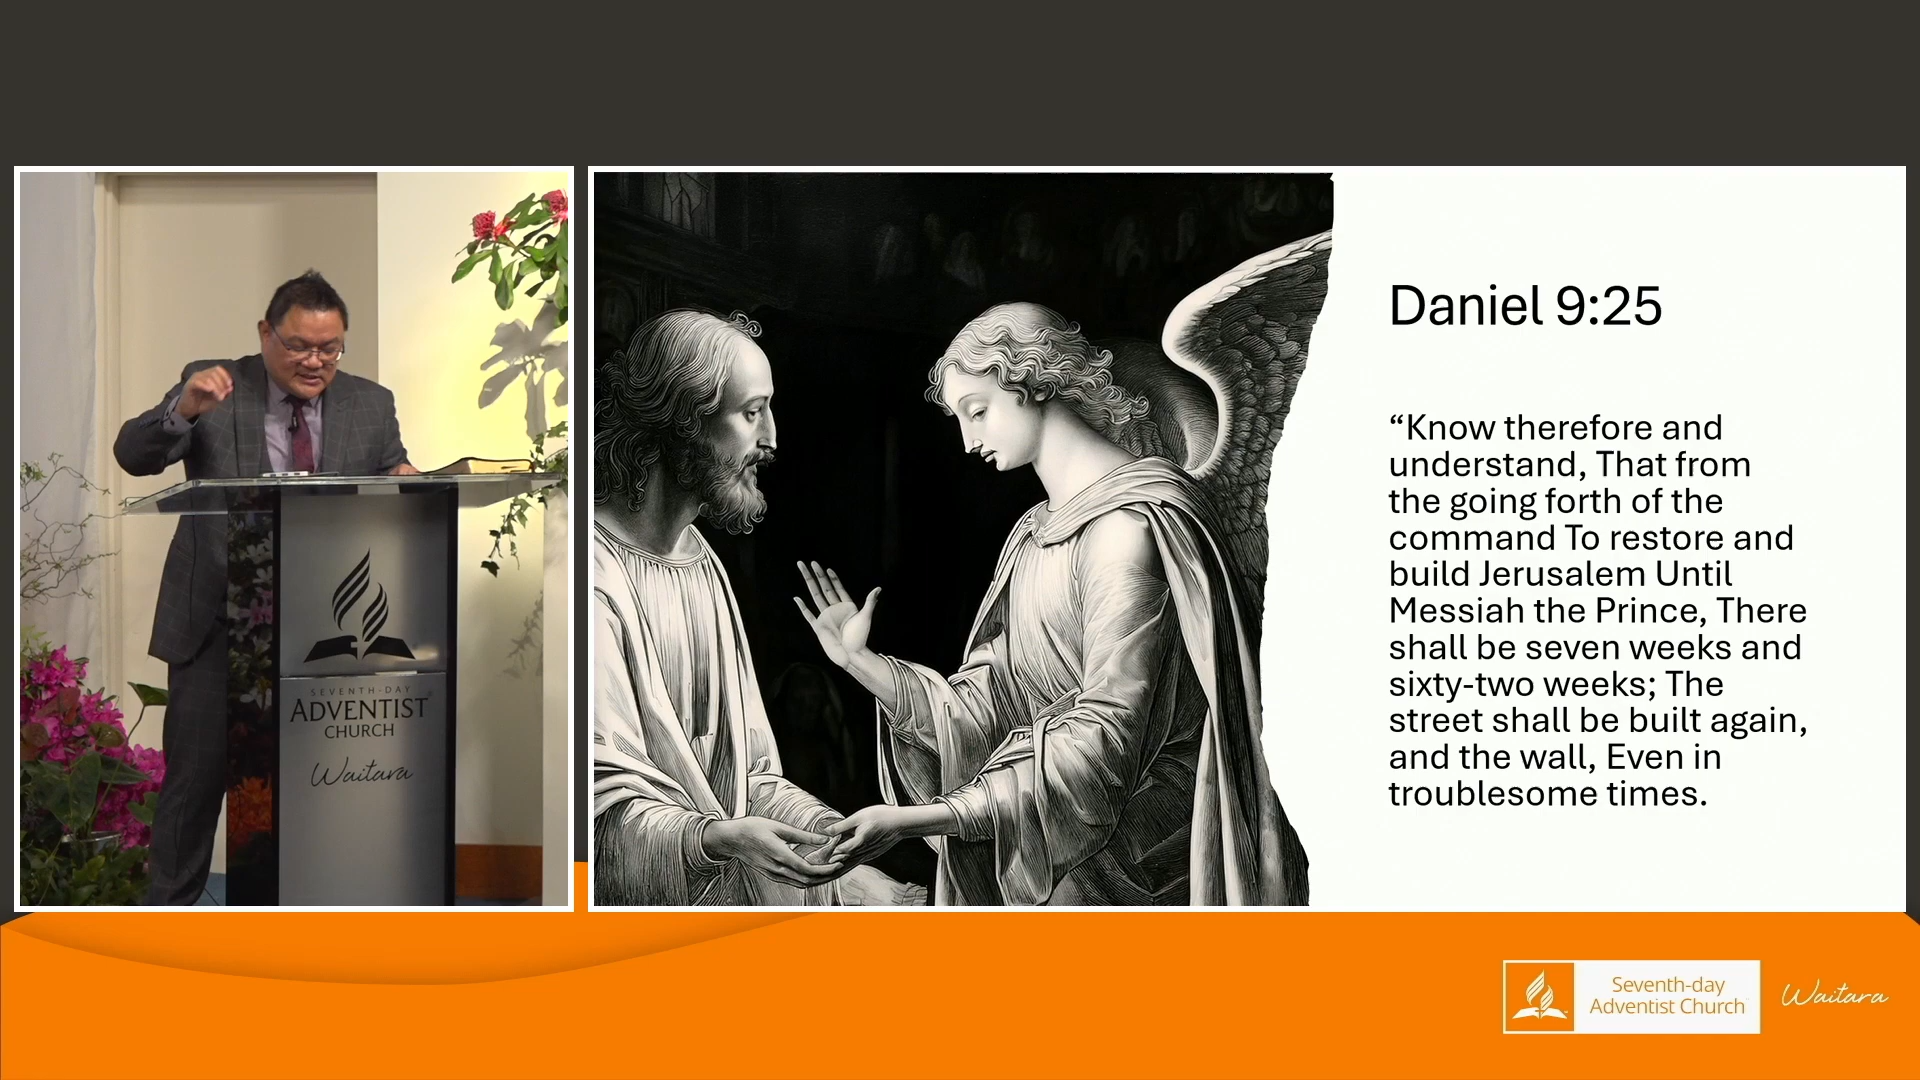 SEVENTH-DAY
ADVENTIST
CHURCH
Waitara
Daniel 9:25
“Know therefore and
understand, That from
the going forth of the
command To restore and
build Jerusalem Until
Messiah the Prince, There
shall be seven weeks and
sixty-two weeks; The
street shall be built again,
and the wall, Even in
troublesome times.
Seventh-day
Adventist Church
Waitara